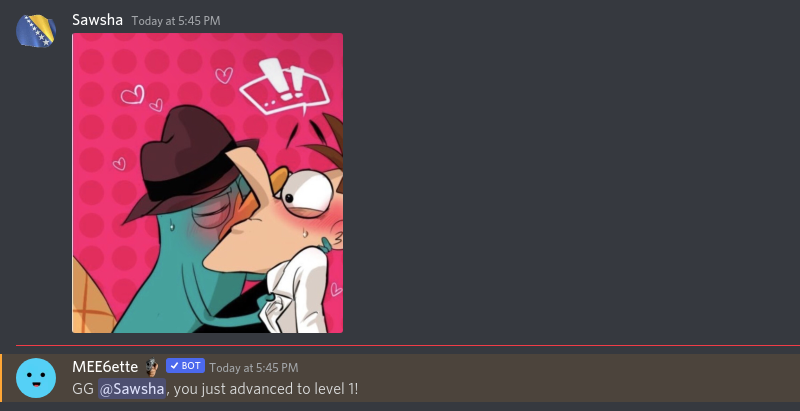 Sawsha Today at 5:45 PM
!!
MEE6ette BOT Today at 5:45 PM
GG @Sawsha, you just advanced to level 1!